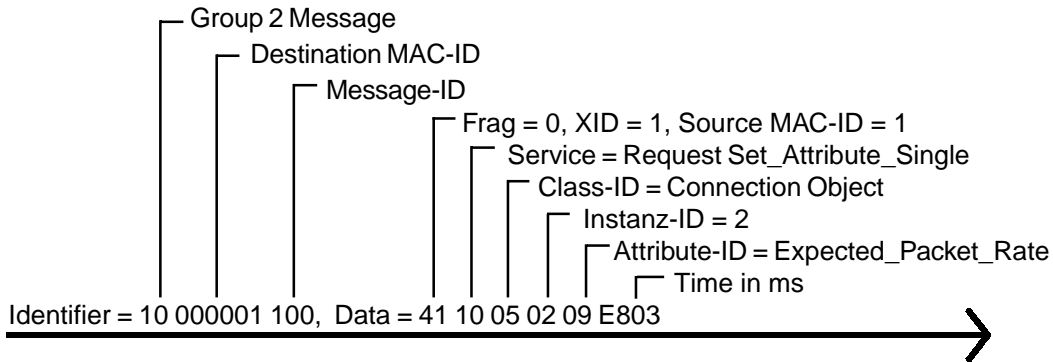 Group 2 Message
Destination MAC-ID
Message-ID
Frag = 0, XID = 1, Source MAC-ID = 1
Service = Request Set_Attribute_Single
Class-ID = Connection Object
Instanz-ID = 2
Attribute-ID = Expected_Packet_Rate
Time in ms
Identifier = 10 000001 100, Data = 41 10 05 02 09 E803